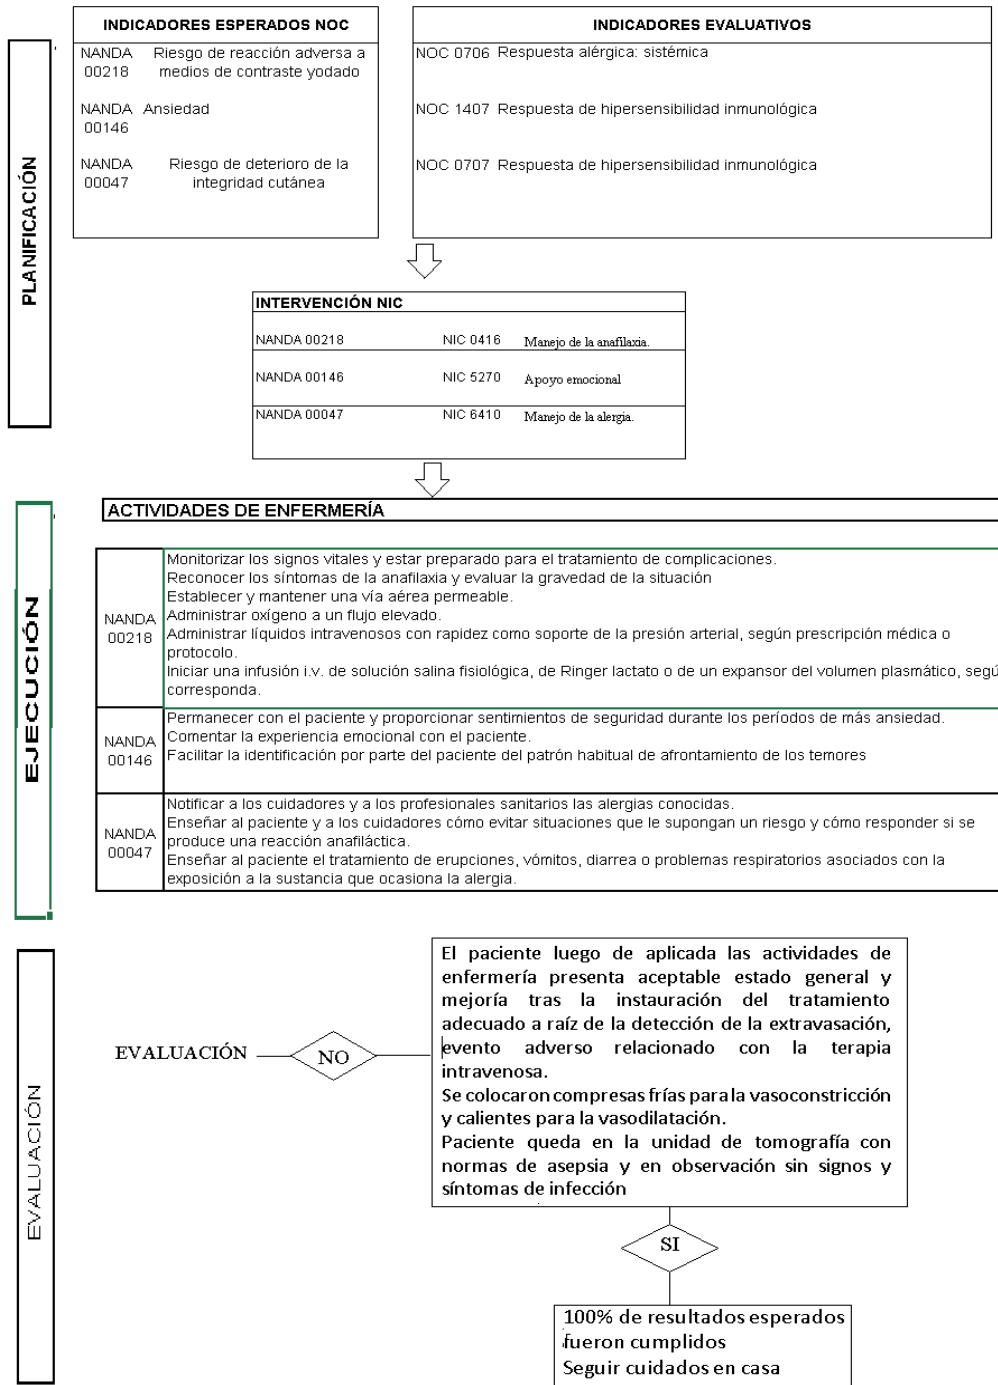 PLANIFICACIÓN
INDICADORES ESPERADOS NOC
NANDA 00218 Riesgo de reacción adversa a
medios de contraste yodado
NANDA 00146 Ansiedad
NANDA 00047 Riesgo de deterioro de la
integridad cutánea
INDICADORES EVALUATIVOS
NOC 0706 Respuesta alérgica: sistémica
NOC 1407 Respuesta de hipersensibilidad inmunológica
NOC 0707 Respuesta de hipersensibilidad inmunológica
INTERVENCIÓN NIC
NANDA 00218 NIC 0416 Manejo de la anafilaxia.
NANDA 00146 NIC 5270 Apoyo emocional
NANDA 00047 NIC 6410 Manejo de la alergia.
EJECUCIÓN
ACTIVIDADES DE ENFERMERÍA
NANDA
00218
Monitorizar los signos vitales y estar preparado para el tratamiento de complicaciones.
Reconocer los síntomas de la anafilaxia y evaluar la gravedad de la situación
Establecer y mantener una vía aérea permeable.
Administrar oxígeno a un flujo elevado.
Administrar líquidos intravenosos con rapidez como soporte de la presión arterial, según prescripción médica o
protocolo.
Iniciar una infusión i.v. de solución salina fisiológica, de Ringer lactato o de un expansor del volumen plasmático, segú
corresponda.
NANDA
00146
Permanecer con el paciente y proporcionar sentimientos de seguridad durante los períodos de más ansiedad.
Comentar la experiencia emocional con el paciente.
Facilitar la identificación por parte del paciente del patrón habitual de afrontamiento de los temores
NANDA
00047
Notificar a los cuidadores y a los profesionales sanitarios las alergias conocidas.
Enseñar al paciente y a los cuidadores cómo evitar situaciones que le supongan un riesgo y cómo responder si se
produce una reacción anafiláctica.
Enseñar al paciente el tratamiento de erupciones, vómitos, diarrea o problemas respiratorios asociados con la
exposición a la sustancia que ocasiona la alergia.
EVALUACIÓN
EVALUACIÓN
NO
El paciente luego de aplicada las actividades de
enfermería presenta aceptable estado general y
mejoría tras la instauración del tratamiento
adecuado a raíz de la detección de la extravasación,
evento adverso relacionado con la terapia
intravenosa.
Se colocaron compresas frías para la vasoconstricción
y calientes para la vasodilatación.
Paciente queda en la unidad de tomografía con
normas de asepsia y en observación sin signos y
síntomas de infección
SI
100% de resultados esperados
fueron cumplidos
Seguir cuidados en casa